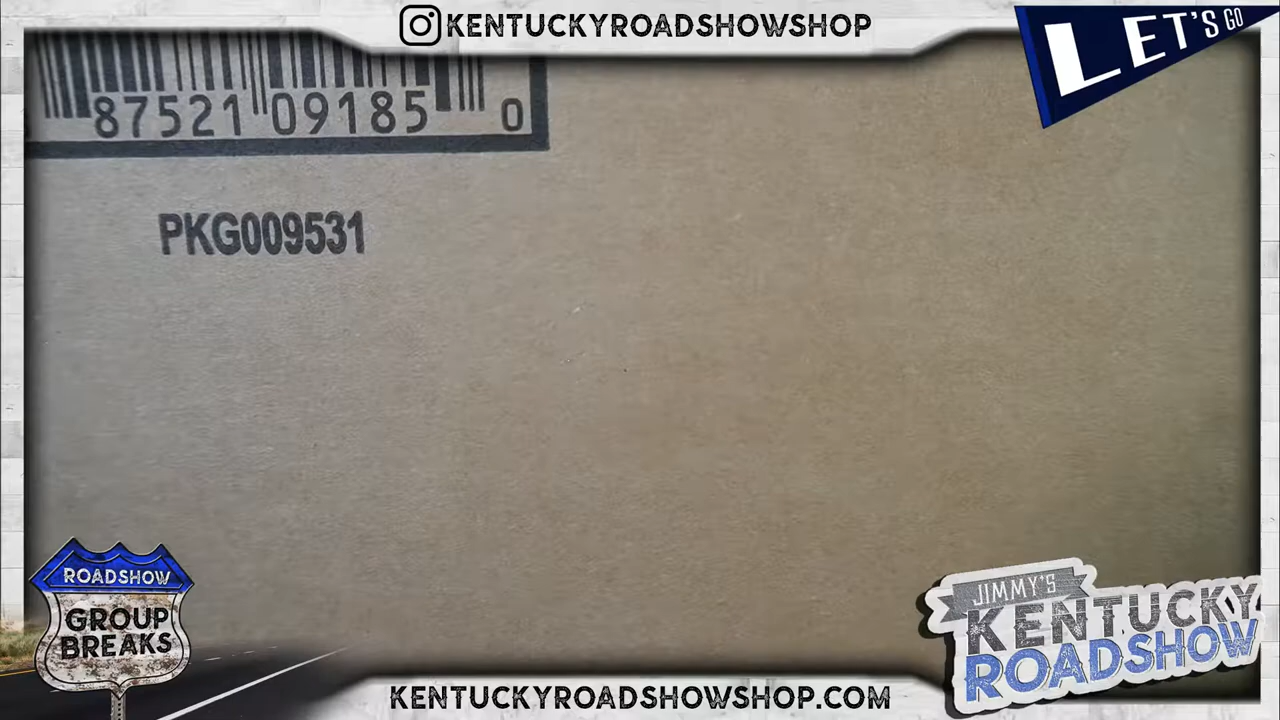 KENTUCKYROADSHOWSHOP
LET'S GO
87521 09185 0
PKG009531
ROADSHOW
GROUP
BREAKS
JIMMY'S
KENTUCKY
ROADSHOW
KENTUCKYROADSHOWSHOP.COM